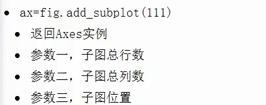 ax=fig.add_subplot(111)
返回Axes实例
参数一，子图总行数
参数二，子图总列数
参数三，子图位置